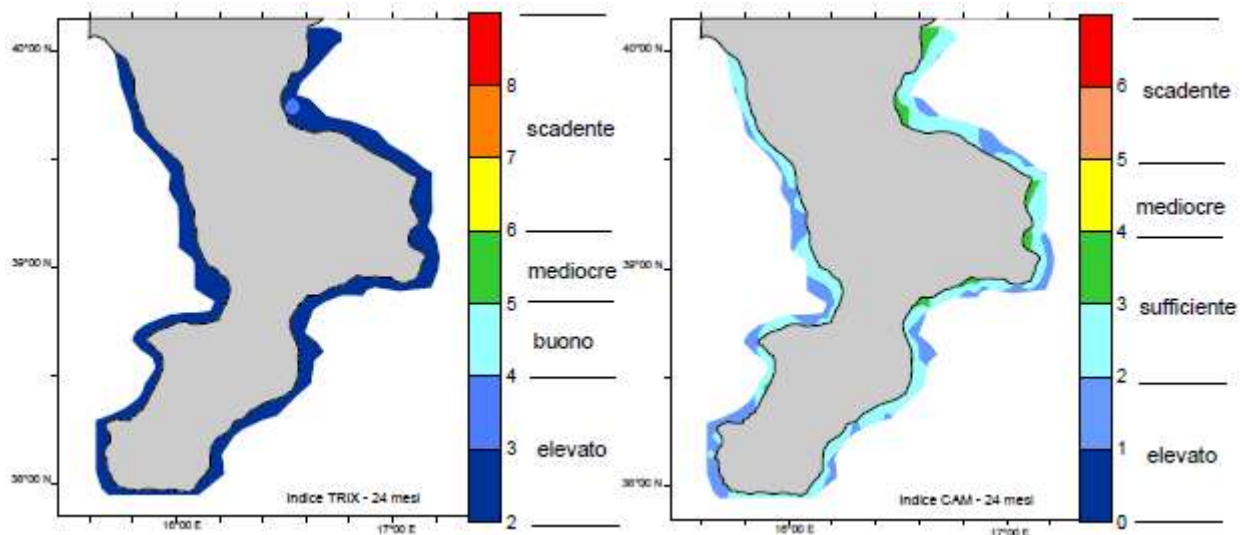 40°00 N
39°00 N
38°00 N
16°00 E
17°00 E
Indice TRIX - 24 mesi
8
7
6
5
4
3
2
scadente
mediocre
buono
elevato
40°00 N
39°00 N
38°00 N
16°00 E
17°00 E
Indice CAM - 24 mesi
6
5
4
3
2
1
0
scadente
mediocre
sufficiente
elevato